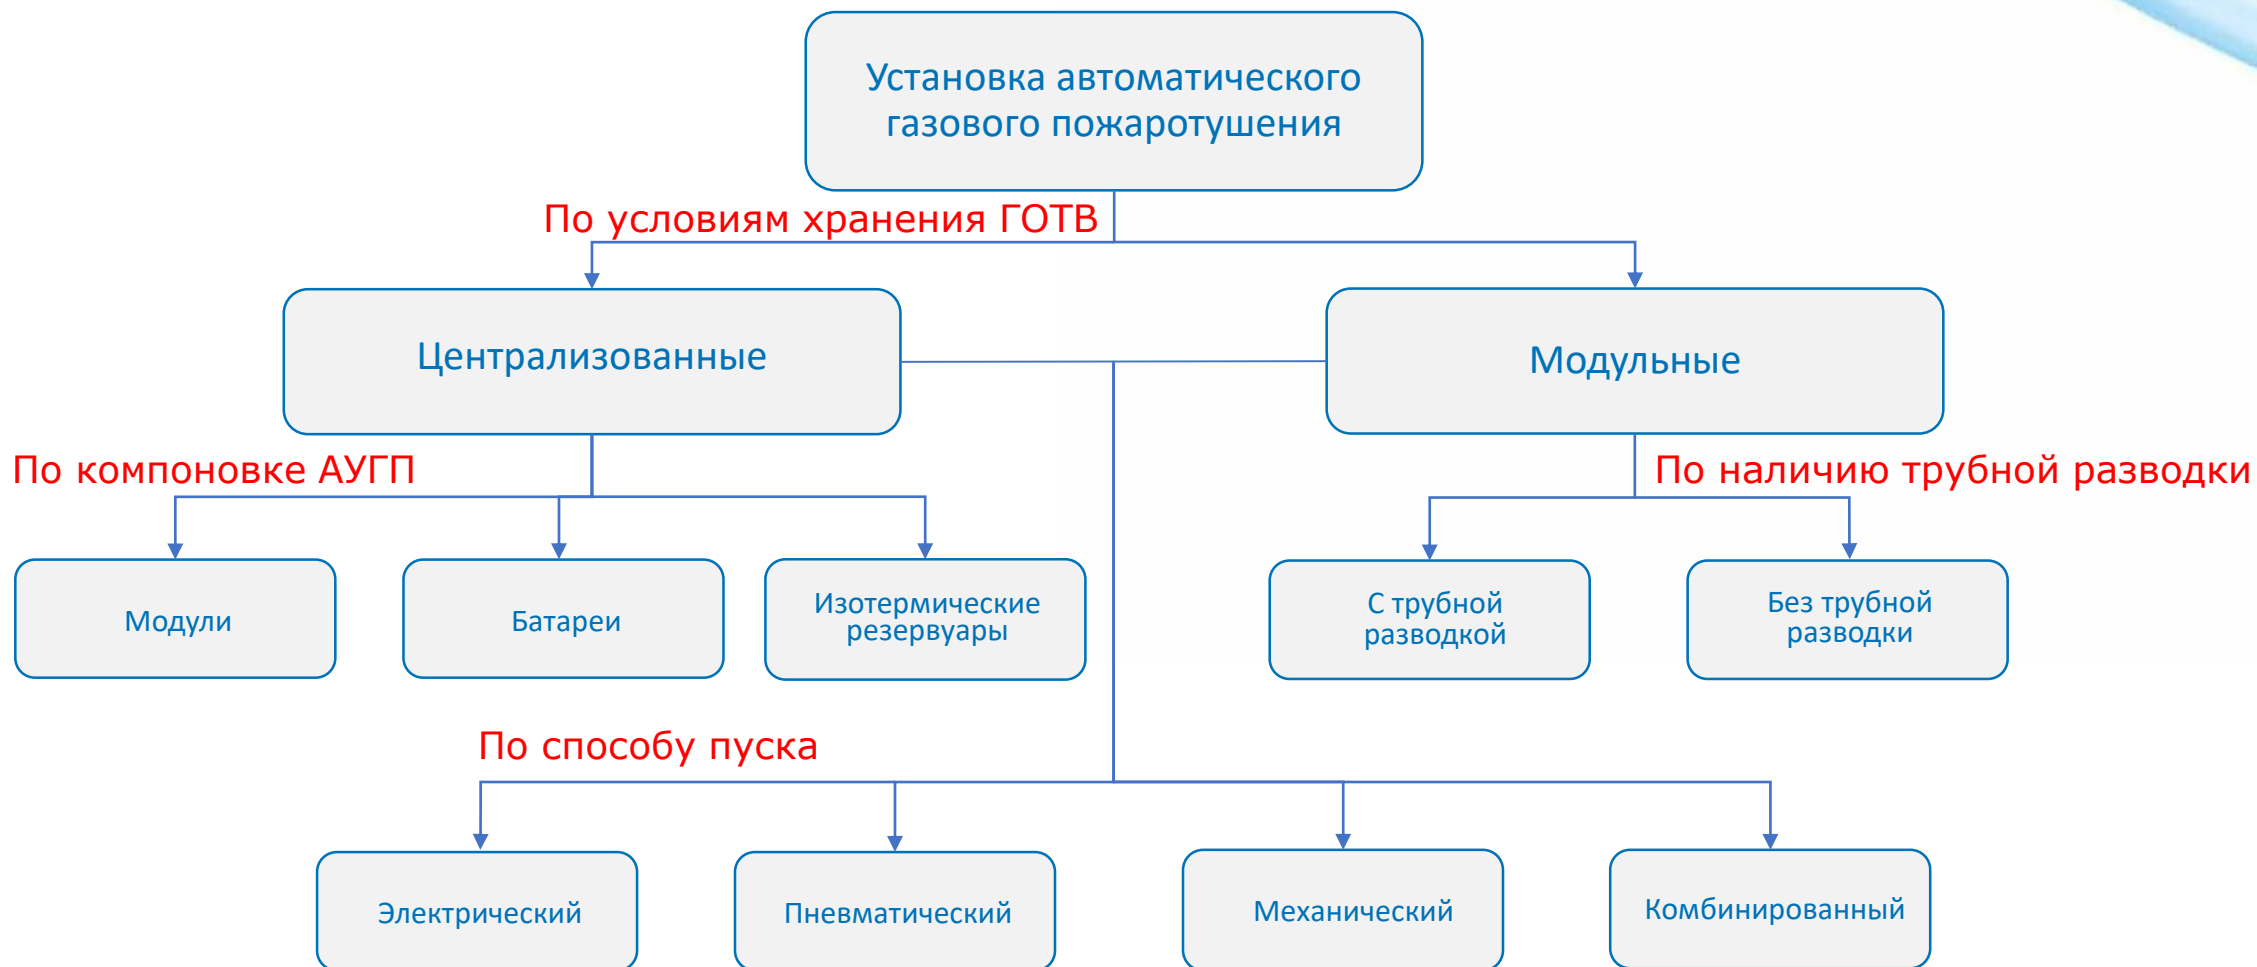 Установка автоматического
газового пожаротушения
По условиям хранения ГОТВ
Централизованные
Модульные
По компоновке АУГП
По наличию трубной разводки
Модули
Батареи
Изотермические
резервуары
С трубной
разводкой
Без трубной
разводки
По способу пуска
Электрический
Пневматический
Механический
Комбинированный